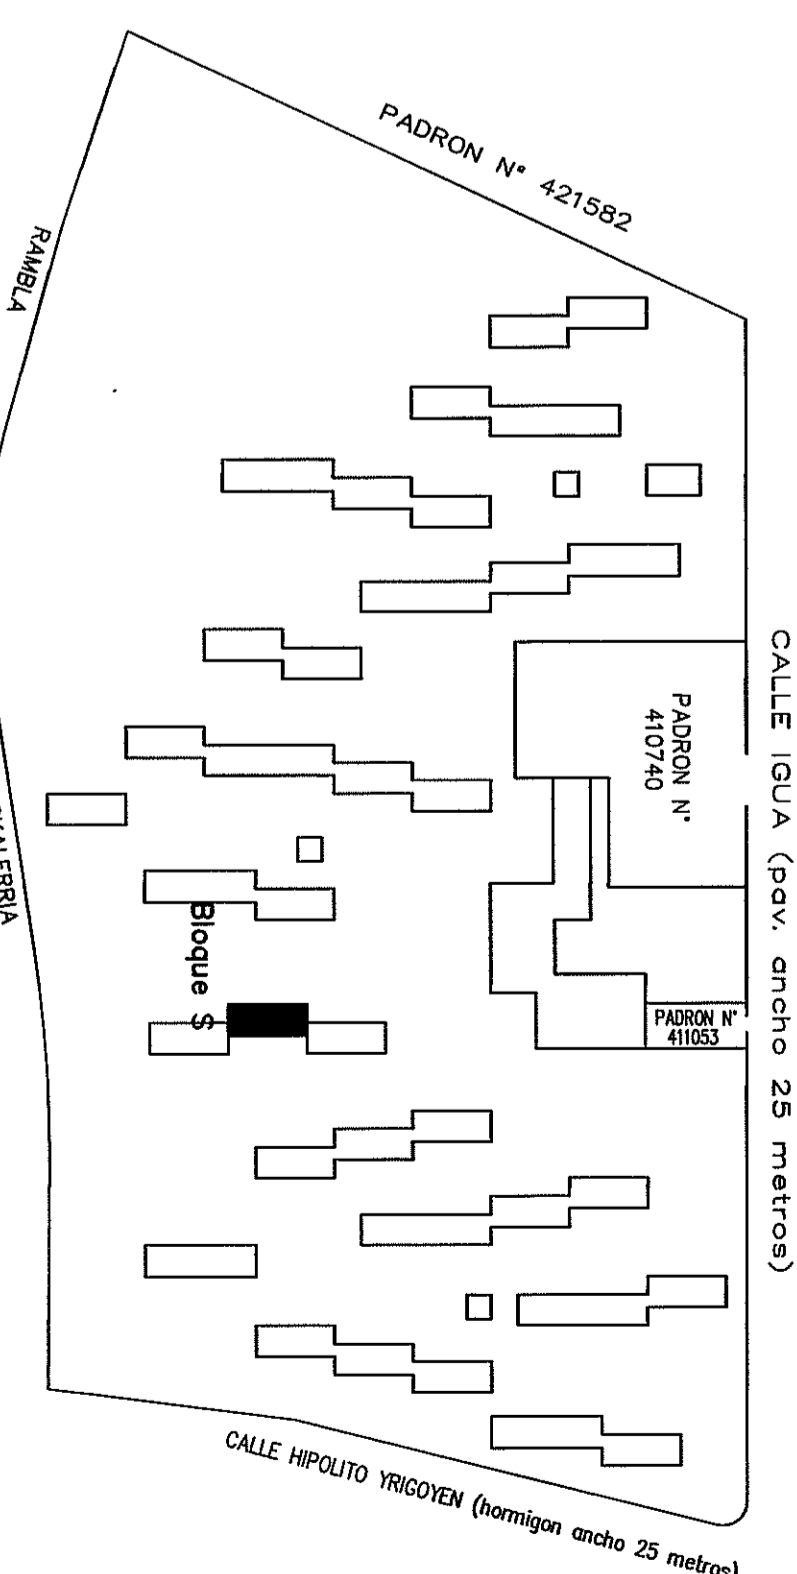 PADRON N° 421582
RAMBLA
CALLE IGUA (pav. ancho 25 metros)
PADRON N°
410740
PADRON N°
411053
Bloque S
CALLE HIPOLITO YRIGOYEN (hormigon ancho 25 metros)